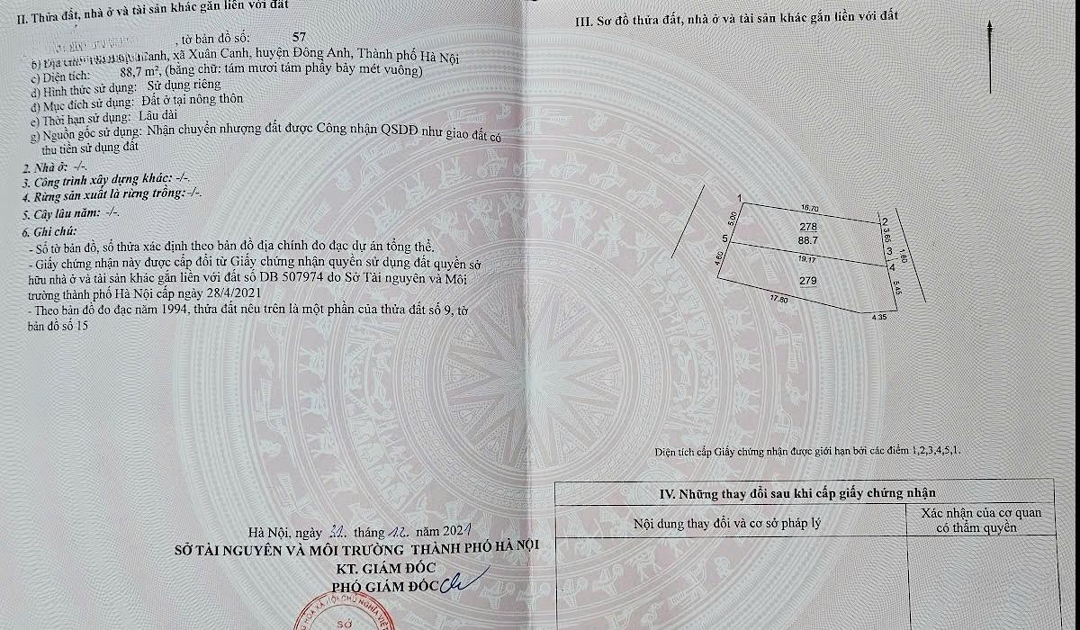 II. Thửa đất, nhà ở và tài sản khác gắn liền với đất
, tờ bản đồ số: 57
b) Canh, xã Xuân Canh, huyện Đông Anh, Thành phố Hà Nội
c) Diện tích: 88,7 m², (bằng chữ: tám mươi tám phẩy bảy mét vuông)
d) Hình thức sử dụng: Sử dụng riêng
đ) Mục đích sử dụng: Đất ở tại nông thôn
e) Thời hạn sử dụng: Lâu dài
g) Nguồn gốc sử dụng: Nhận chuyển nhượng đất được Công nhận QSDĐ như giao đất có
thu tiền sử dụng đất
2. Nhà ở: -/-.
3. Công trình xây dựng khác: -/-.
4. Rừng sản xuất là rừng trồng: -/-.
5. Cây lâu năm: -/-.
6. Ghi chú:
- Số tờ bản đồ, số thửa xác định theo bản đồ địa chính đo đạc dự án tổng thể.
- Giấy chứng nhận này được cấp đổi từ Giấy chứng nhận quyền sử dụng đất quyền sở
hữu nhà ở và tài sản khác gắn liền với đất số DB 507974 do Sở Tài nguyên và Môi
trường thành phố Hà Nội cấp ngày 28/4/2021
- Theo bản đồ đo đạc năm 1994, thửa đất nêu trên là một phần của thửa đất số 9, tờ
bản đồ số 15
Hà Nội, ngày 31. tháng 12. năm 2021
SỞ TÀI NGUYÊN VÀ MÔI TRƯỜNG THÀNH PHỐ HÀ NỘI
KT. GIÁM ĐỐC
PHÓ GIÁM ĐỐC
SỞ
III. Sơ đồ thửa đất, nhà ở và tài sản khác gắn liền với đất
1
16.70
2
5.00
278
88.7
3.65
3
1.80
5
19.17
4
4.60
279
5.45
17.60
4.35
Diện tích cấp Giấy chứng nhận được giới hạn bởi các điểm 1,2,3,4,5,1.
IV. Những thay đổi sau khi cấp giấy chứng nhận
Nội dung thay đổi và cơ sở pháp lý
Xác nhận của cơ quan
có thẩm quyền